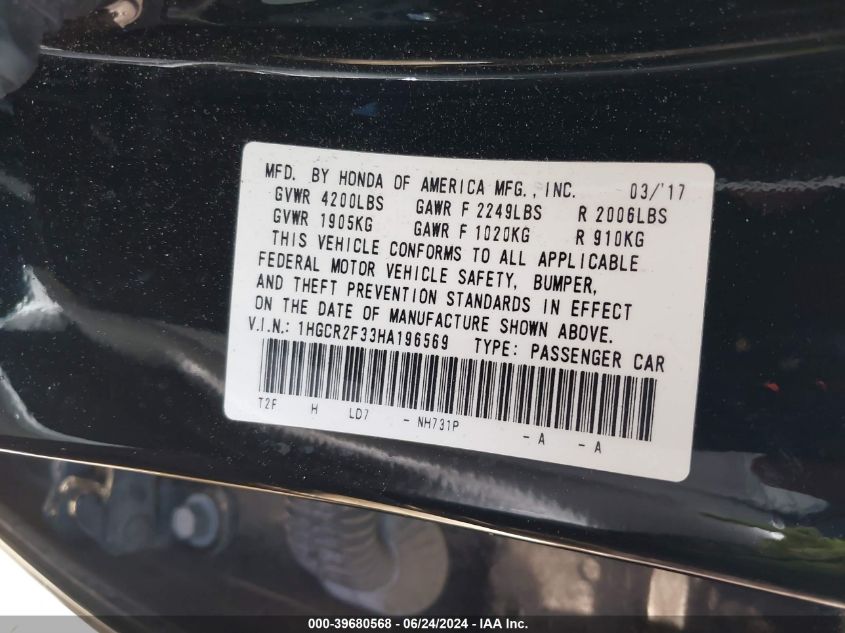 MFD. BY HONDA OF AMERICA MFG., INC. 03/'17
GVWR 4200LBS GAWR F 2249LBS R 2006LBS
GVWR 1905KG GAWR F 1020KG R 910KG
THIS VEHICLE CONFORMS TO ALL APPLICABLE
FEDERAL MOTOR VEHICLE SAFETY, BUMPER,
AND THEFT PREVENTION STANDARDS IN EFFECT
ON THE DATE OF MANUFACTURE SHOWN ABOVE.
V.I.N.: 1HGCR2F33HA196569 TYPE: PASSENGER CAR
T2F H LD7 - NH731P - A - A
000-39680568 - 06/24/2024 - IAA Inc.